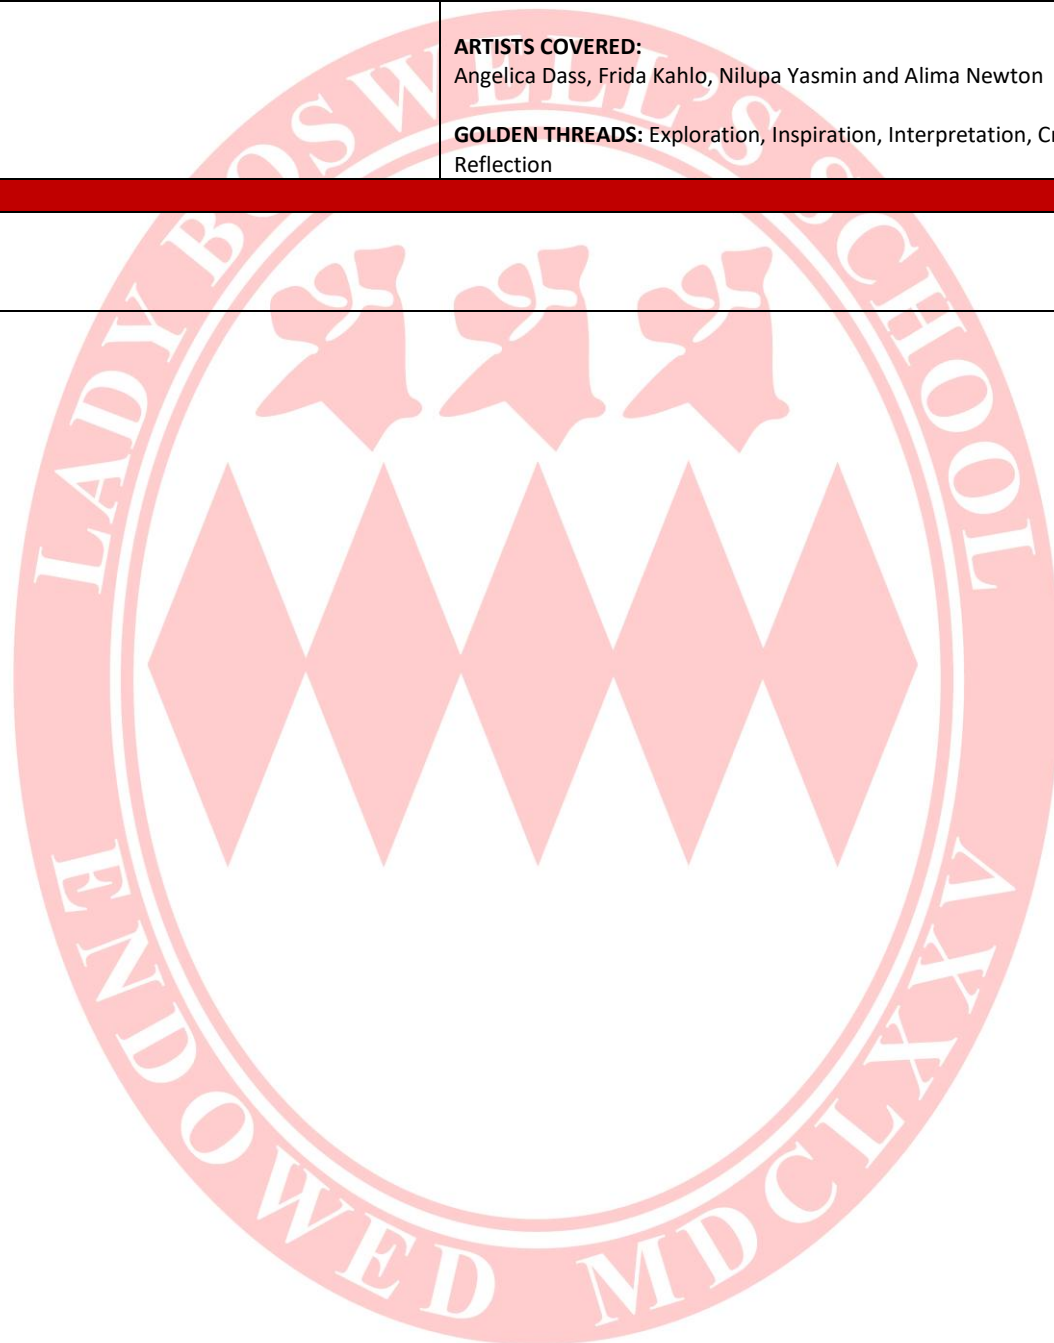 ARTISTS COVERED:
Angelica Dass, Frida Kahlo, Nilupa Yasmin and Alima Newton
GOLDEN THREADS: Exploration, Inspiration, Interpretation,
Reflection
LADY BOSWELL'S SCHOOL
ENDOWED MDCLXXV